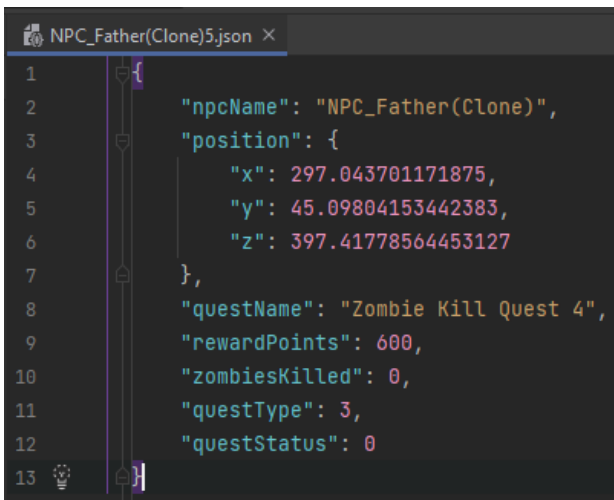 NPC_Father(Clone)5.json ×
1 {
2 "npcName": "NPC_Father(Clone)",
3 "position": {
4 "x": 297.043701171875,
5 "y": 45.09804153442383,
6 "z": 397.41778564453127
7 },
8 "questName": "Zombie Kill Quest 4",
9 "rewardPoints": 600,
10 "zombiesKilled": 0,
11 "questType": 3,
12 "questStatus": 0
13 }